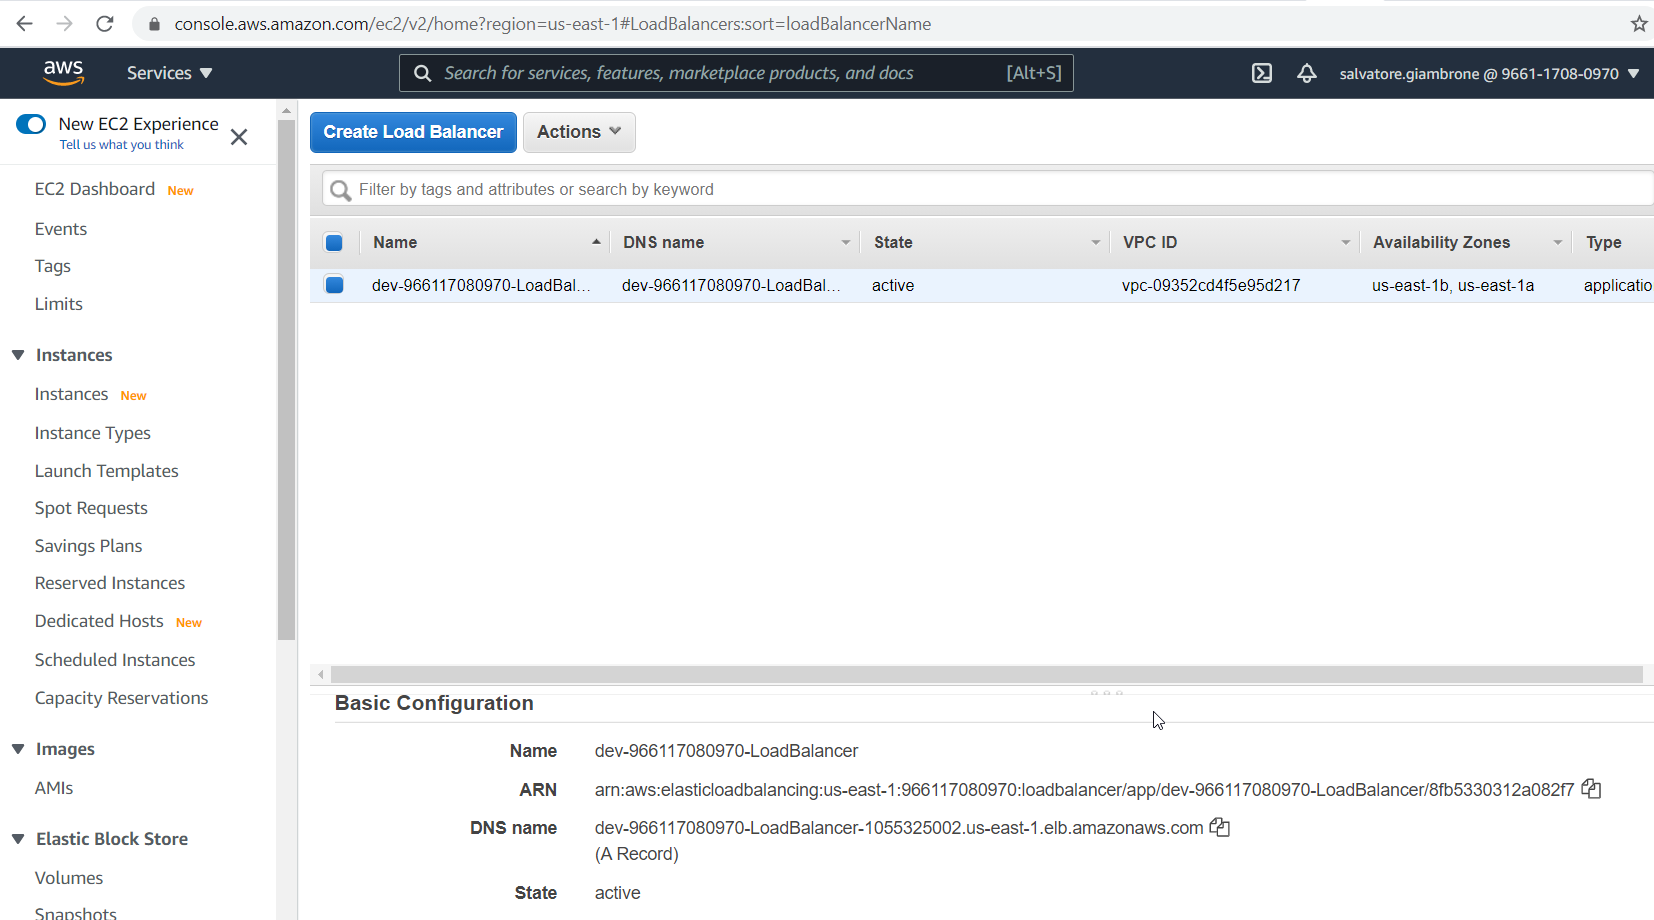 console.aws.amazon.com/ec2/v2/home?region=us-east-1#LoadBalancers:sort=loadBalancerName
aws
Services
Search for services, features, marketplace products, and docs [Alt+S]
salvatore.giambrone @ 9661-1708-0970
New EC2 Experience
Tell us what you think
EC2 Dashboard New
Events
Tags
Limits
Instances
Instances New
Instance Types
Launch Templates
Spot Requests
Savings Plans
Reserved Instances
Dedicated Hosts New
Scheduled Instances
Capacity Reservations
Images
AMIs
Elastic Block Store
Volumes
Snapshots
Create Load Balancer Actions
Filter by tags and attributes or search by keyword
Name DNS name State VPC ID Availability Zones Type
dev-966117080970-LoadBal... dev-966117080970-LoadBal... active vpc-09352cd4f5e95d217 us-east-1b, us-east-1a applicatio
Basic Configuration
Name dev-966117080970-LoadBalancer
ARN arn:aws:elasticloadbalancing:us-east-1:966117080970:loadbalancer/app/dev-966117080970-LoadBalancer/8fb5330312a082f7
DNS name dev-966117080970-LoadBalancer-1055325002.us-east-1.elb.amazonaws.com
(A Record)
State active